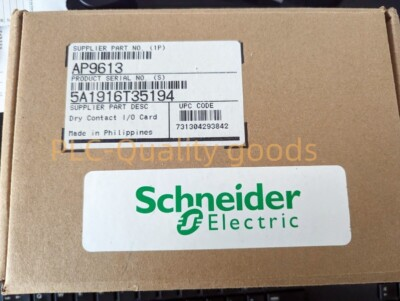 SUPPLIER PART NO. (1P)
AP9613
PRODUCT SERIAL NO. (S)
5A1916T35194
SUPPLIER PART DESC
UPC CODE
Dry Contact I/O Card
731304293842
Made in Philippines
PLC-Quality goods
Schneider
Electric